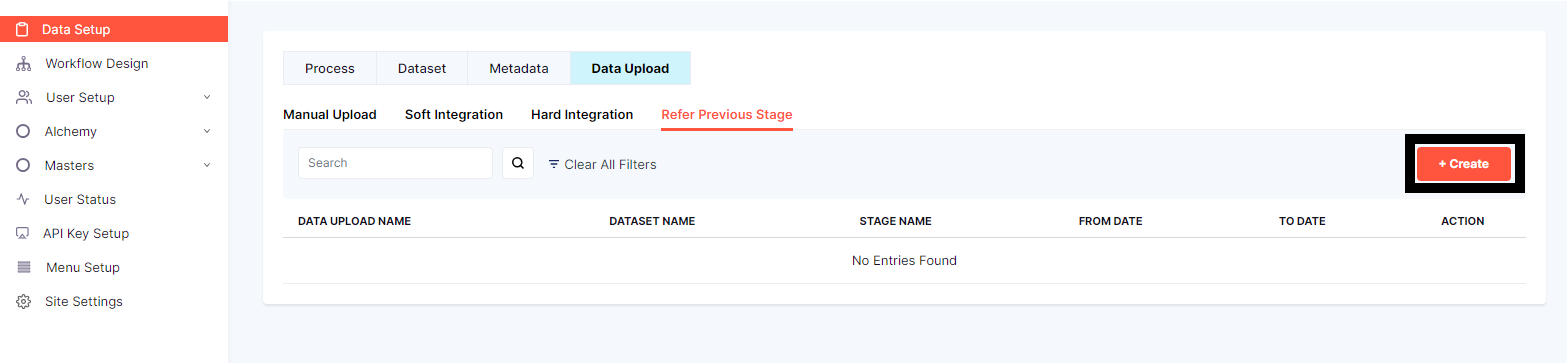 Data Setup
Workflow Design
User Setup
Alchemy
Masters
User Status
API Key Setup
Menu Setup
Site Settings
Process Dataset Metadata Data Upload
Manual Upload Soft Integration Hard Integration Refer Previous Stage
Search Clear All Filters + Create
DATA UPLOAD NAME DATASET NAME STAGE NAME FROM DATE TO DATE ACTION
No Entries Found